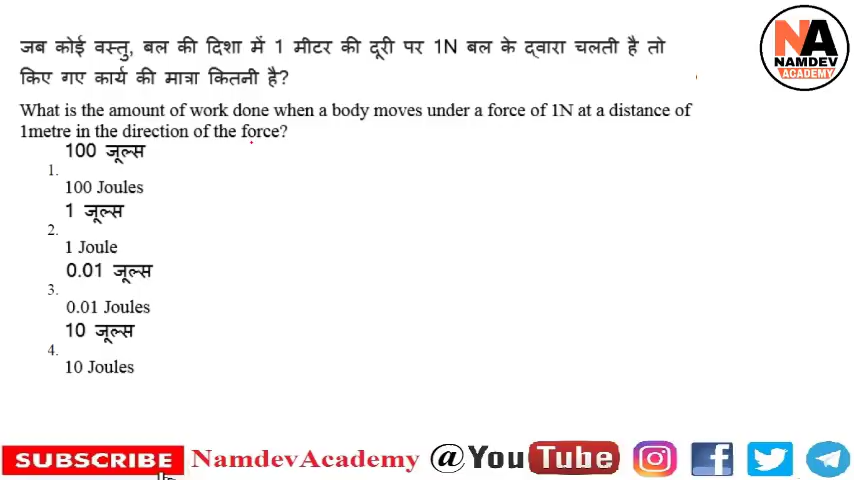 जब कोई वस्तु, बल की दिशा में 1 मीटर की दूरी पर 1N बल के द्वारा चलती है तो
किए गए कार्य की मात्रा कितनी है?
What is the amount of work done when a body moves under a force of 1N at a distance of
1metre in the direction of the force?
100 जूल्स
1.
100 Joules
1 जूल्स
2.
1 Joule
0.01 जूल्स
3.
0.01 Joules
10 जूल्स
4.
10 Joules
NA
NAMDEV
ACADEMY
SUBSCRIBE NamdevAcademy @YouTube